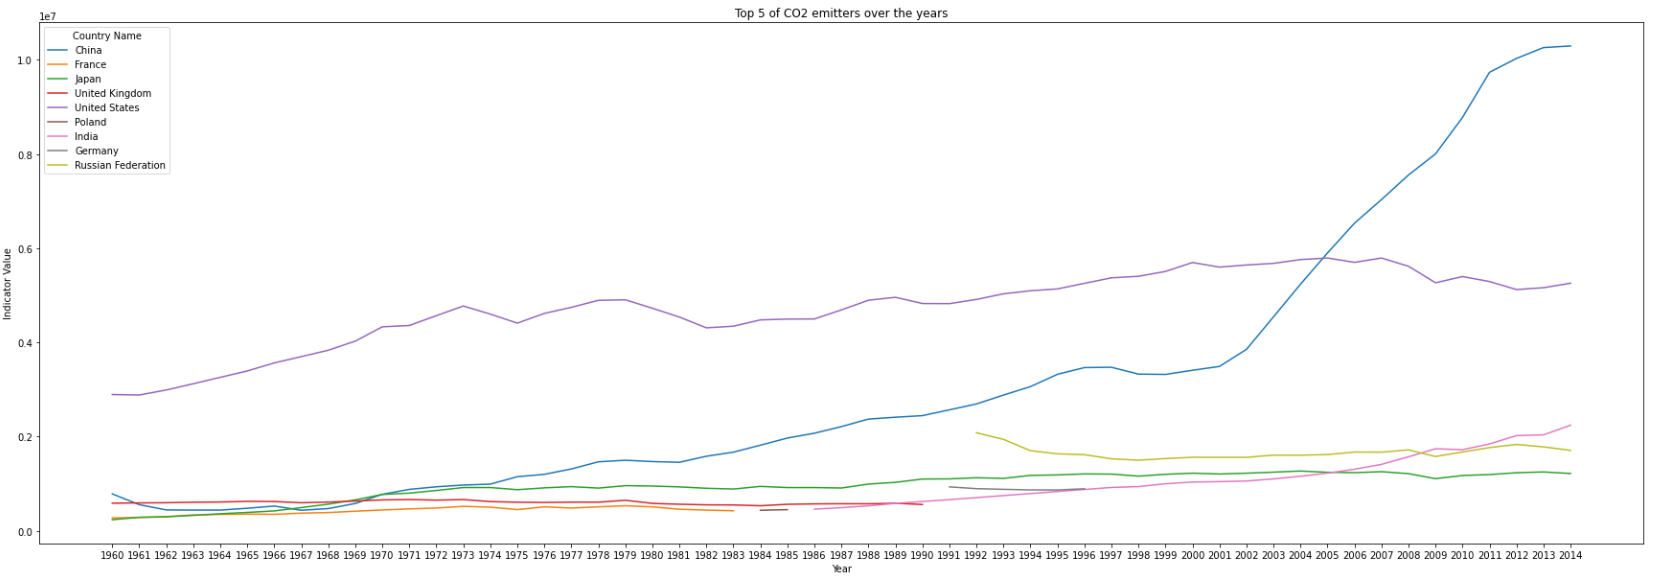 Top 5 of CO2 emitters over the years
1e7
Country Name
China
France
Japan
United Kingdom
United States
Poland
India
Germany
Russian Federation
1.0
0.8
0.6
0.4
0.2
0.0
Indicator Value
1960 1961 1962 1963 1964 1965 1966 1967 1968 1969 1970 1971 1972 1973 1974 1975 1976 1977 1978 1979 1980 1981 1982 1983 1984 1985 1986 1987 1988 1989 1990 1991 1992 1993 1994 1995 1996 1997 1998 1999 2000 2001 2002 2003 2004 2005 2006 2007 2008 2009 2010 2011 2012 2013 2014
Year